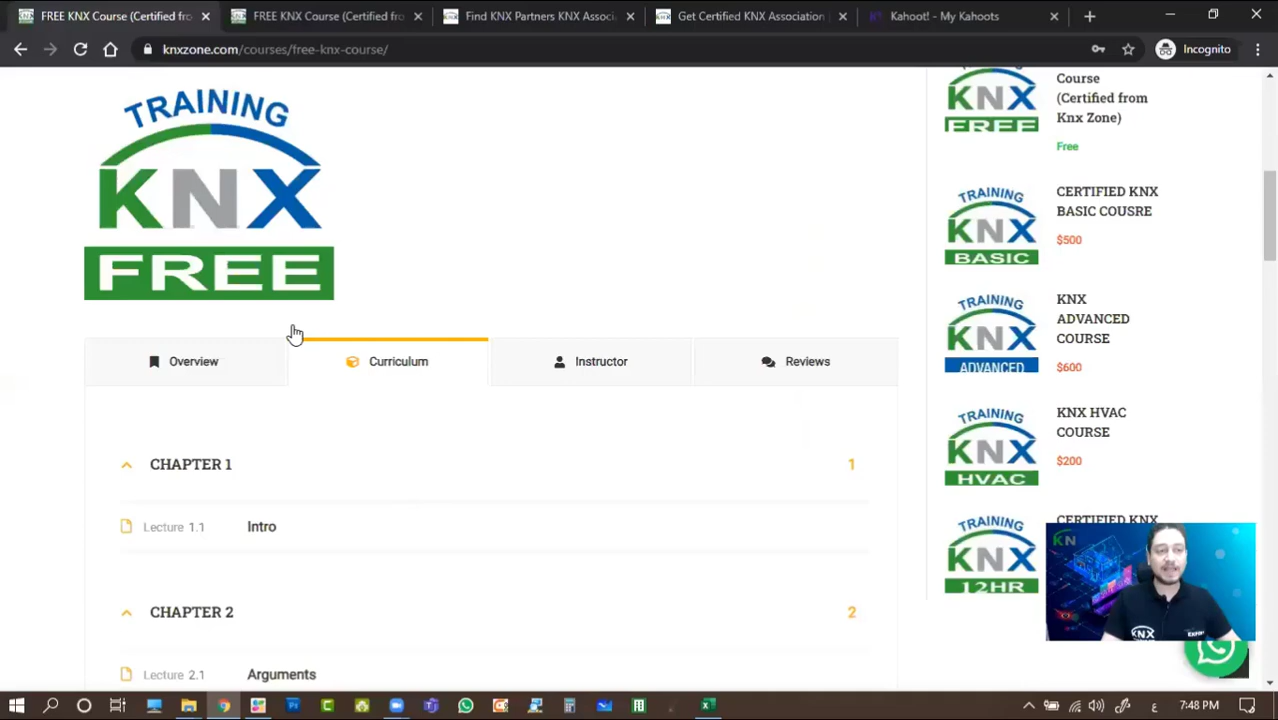 FREE KNX Course (Certified fro
FREE KNX Course (Certified fro
Find KNX Partners KNX Associ
Get Certified KNX Association
Kahoot! - My Kahoots
knxzone.com/courses/free-knx-course/
Incognito
TRAINING
KNX
FREE
Overview
Curriculum
Instructor
Reviews
CHAPTER 1
1
Lecture 1.1
Intro
CHAPTER 2
2
Lecture 2.1
Arguments
KNX
FREE
Course
(Certified from
Knx Zone)
Free
TRAINING
KNX
BASIC
CERTIFIED KNX
BASIC COUSRE
$500
TRAINING
KNX
ADVANCED
KNX
ADVANCED
COURSE
$600
TRAINING
KNX
HVAC
KNX HVAC
COURSE
$200
TRAINING
KNX
12HR
CERTIFIED KNX
KN
KNX
7:48 PM
ع